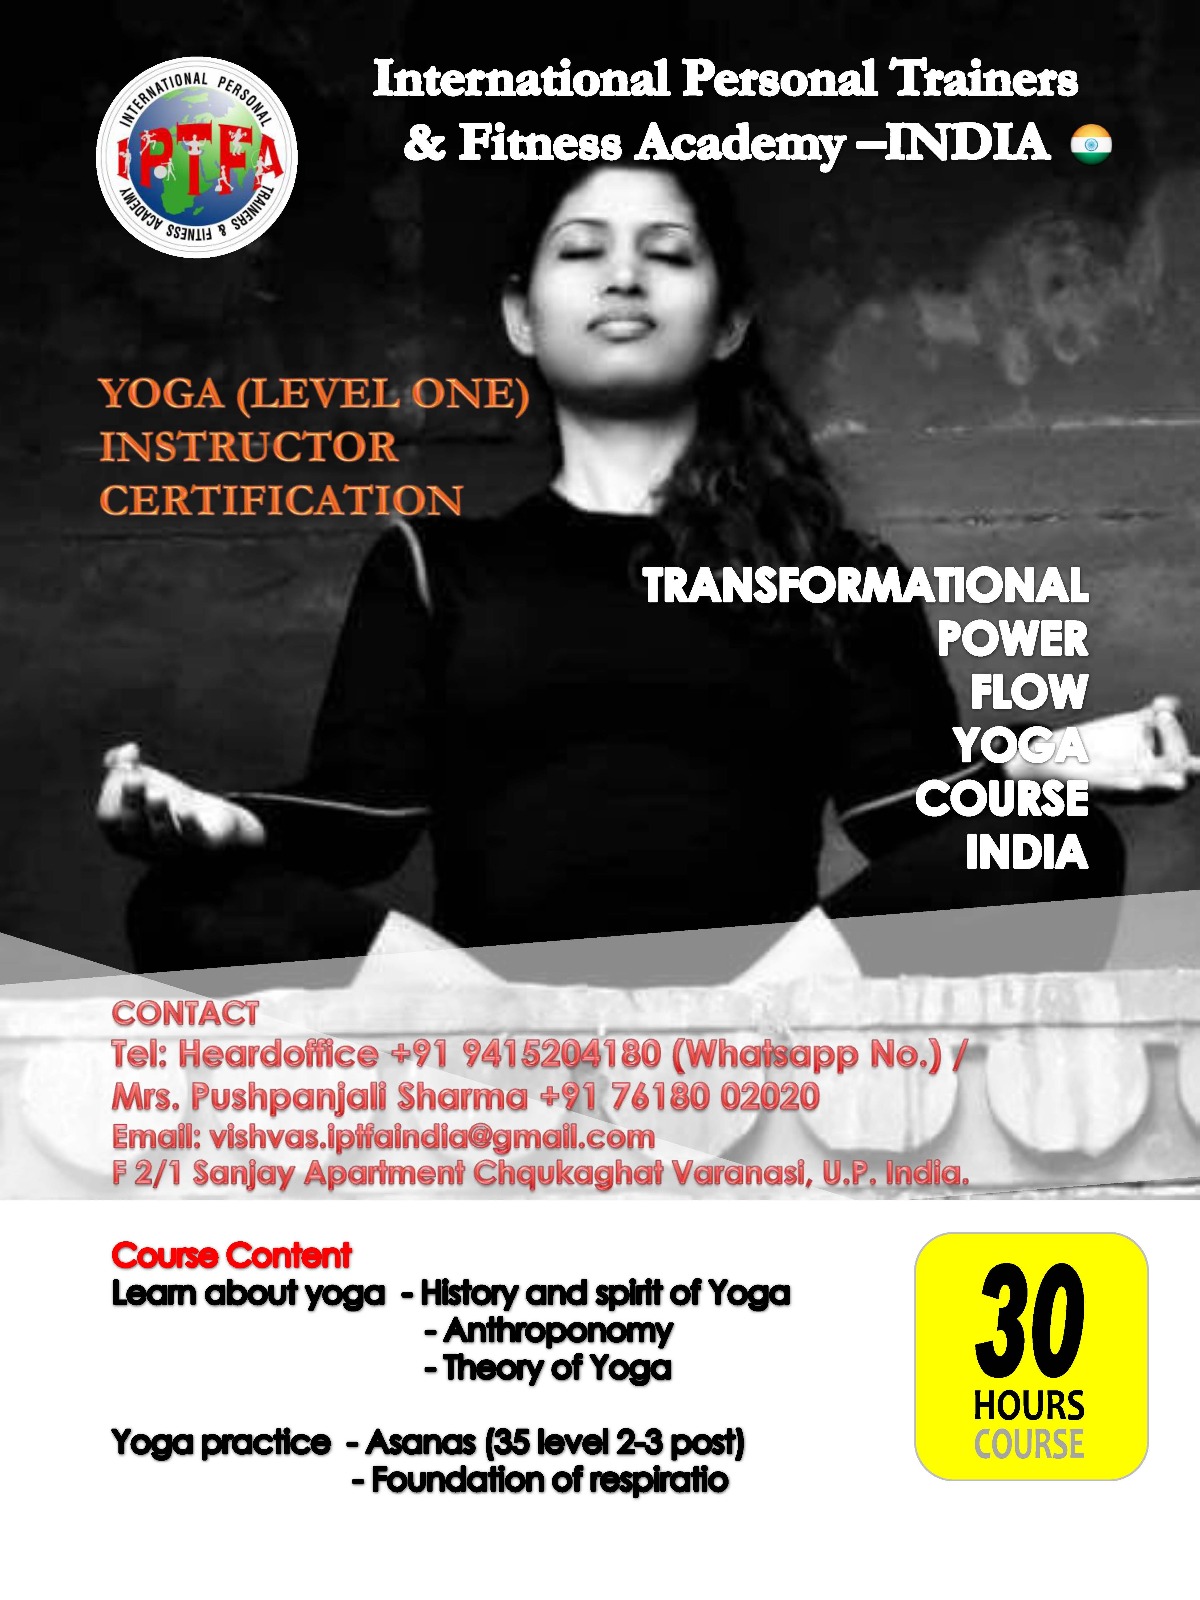 INTERNATIONAL PERSONAL
IPTFA
TRAINERS & FITNESS ACADEMY
International Personal Trainers
& Fitness Academy –INDIA
YOGA (LEVEL ONE)
INSTRUCTOR
CERTIFICATION
TRANSFORMATIONAL
POWER
FLOW
YOGA
COURSE
INDIA
CONTACT
Tel: Heardoffice +91 9415204180 (Whatsapp No.) /
Mrs. Pushpanjali Sharma +91 76180 02020
Email: vishvas.iptfaindia@gmail.com
F 2/1 Sanjay Apartment Chqukaghat Varanasi, U.P. India.
Course Content
Learn about yoga - History and spirit of Yoga
- Anthroponomy
- Theory of Yoga
Yoga practice - Asanas (35 level 2-3 post)
- Foundation of respiratio
30
HOURS
COURSE